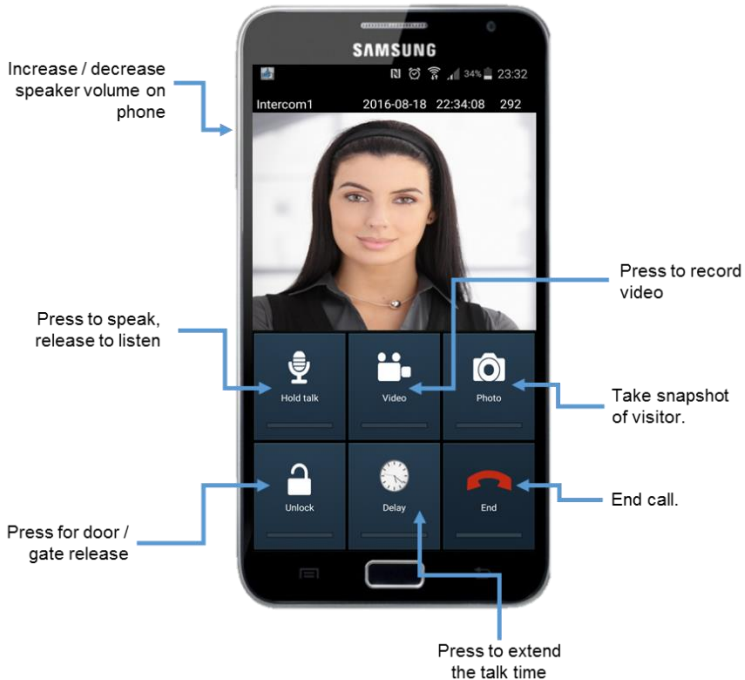 SAMSUNG
34% 23:32
Intercom1 2016-08-18 22:34:08 292
Increase / decrease
speaker volume on
phone
Press to record
video
Press to speak,
release to listen
Hold talk
Video
Photo
Take snapshot
of visitor.
Unlock
Delay
End
End call.
Press for door /
gate release
Press to extend
the talk time